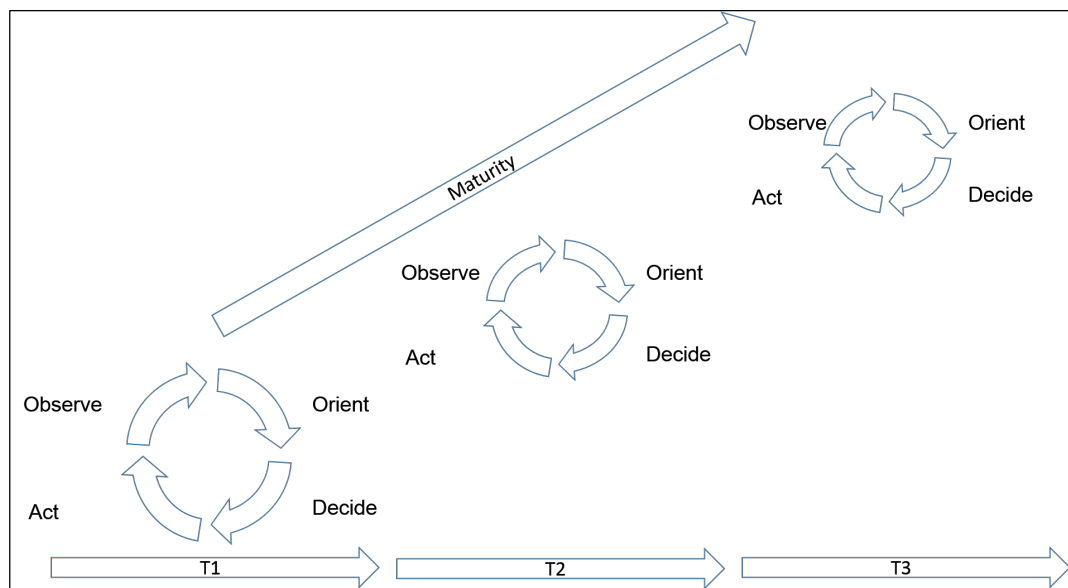 Maturity
Observe
Orient
Act
Decide
Observe
Orient
Act
Decide
Observe
Orient
Act
Decide
T1
T2
T3